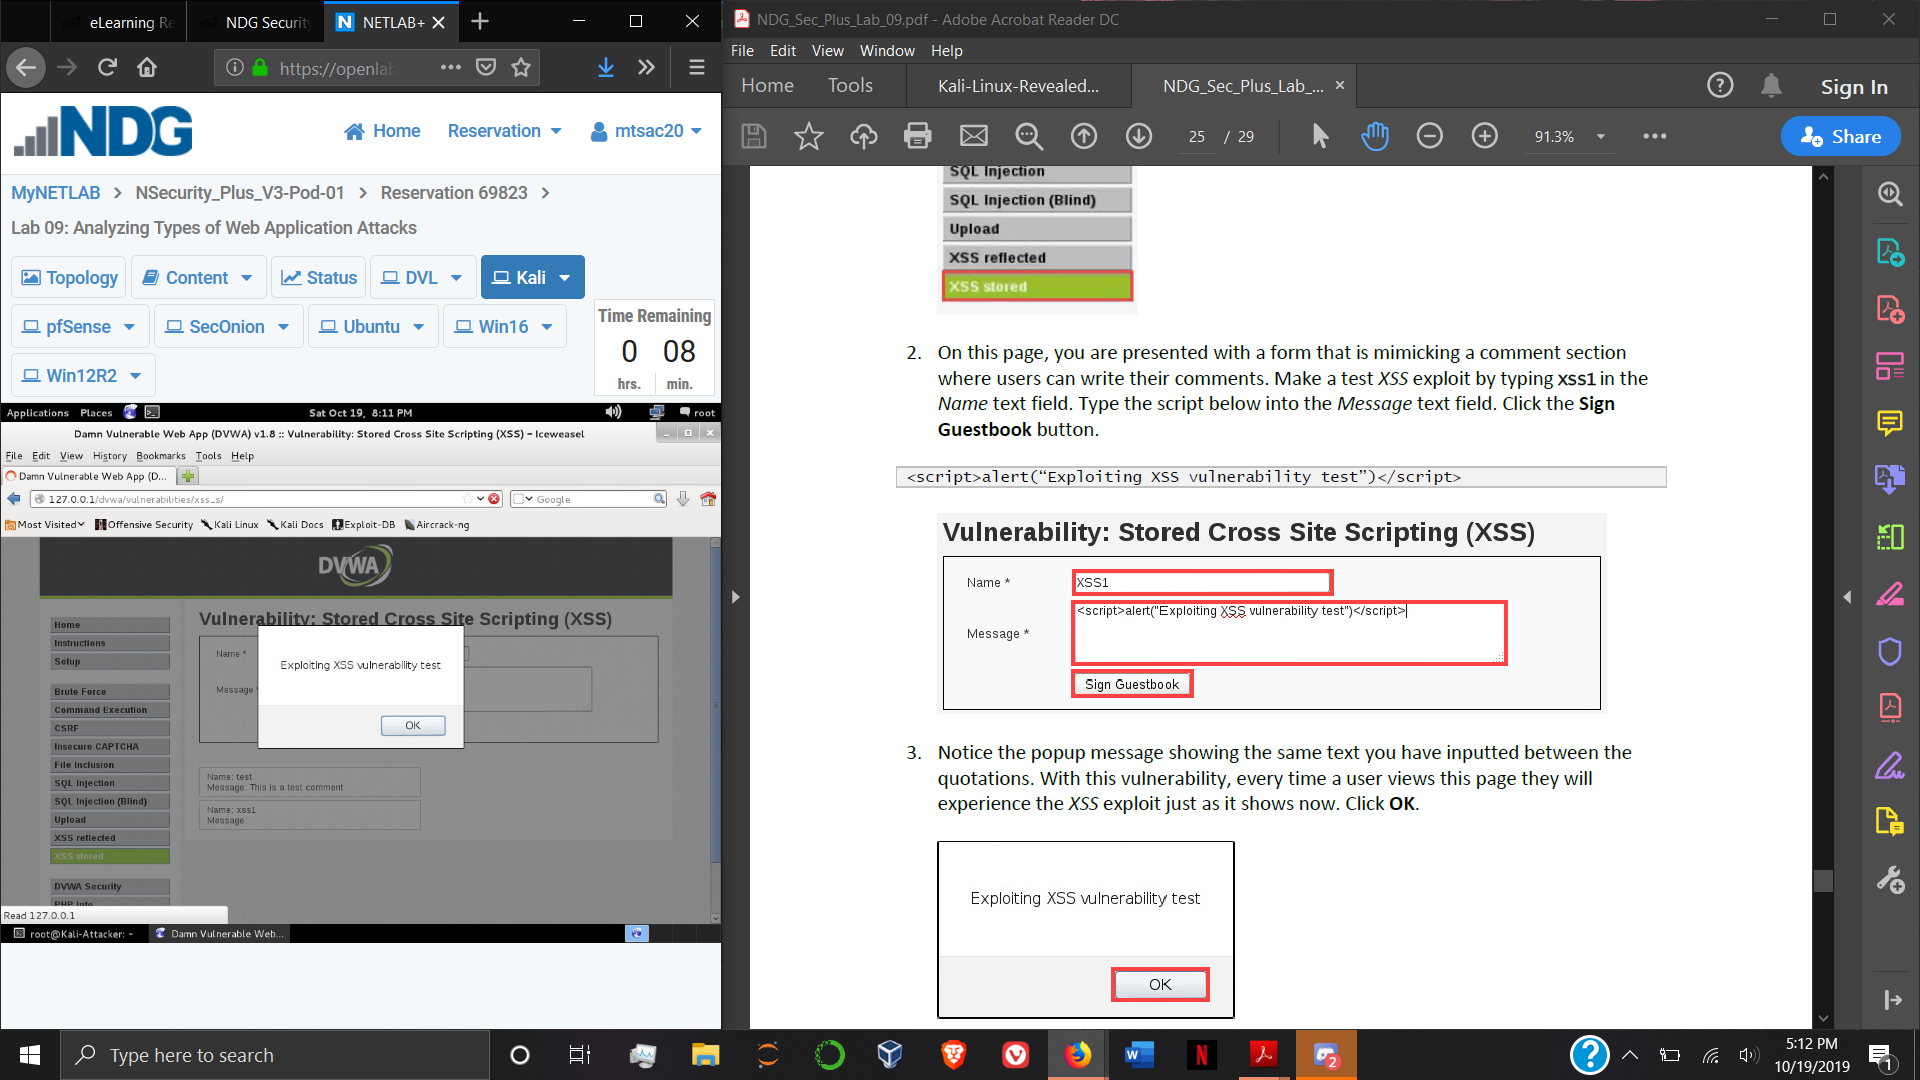 eLearning Re
NDG Security
NETLAB+
https://openlab
NDG
Home
Reservation
mtsac20
MyNETLAB > NSecurity_Plus_V3-Pod-01 > Reservation 69823 >
Lab 09: Analyzing Types of Web Application Attacks
Topology
Content
Status
DVL
Kali
pfSense
SecOnion
Ubuntu
Win16
Win12R2
Time Remaining
0 08
hrs. min.
Applications Places
Sat Oct 19, 8:11 PM
root
Damn Vulnerable Web App (DVWA) v1.8 :: Vulnerability: Stored Cross Site Scripting (XSS) - Iceweasel
File Edit View History Bookmarks Tools Help
Damn Vulnerable Web App (D...
127.0.0.1/dvwa/vulnerabilities/xss_s/
Google
Most Visited
Offensive Security
Kali Linux
Kali Docs
Exploit-DB
Aircrack-ng
DVWA
Home
Instructions
Setup
Brute Force
Command Execution
CSRF
Insecure CAPTCHA
File Inclusion
SQL Injection
SQL Injection (Blind)
Upload
XSS reflected
XSS stored
DVWA Security
PHP Info
Vulnerability: Stored Cross Site Scripting (XSS)
Name *
Message
Exploiting XSS vulnerability test
OK
Name: test
Message: This is a test comment.
Name: xss1
Message:
Read 127.0.0.1
root@Kali-Attacker: ~
Damn Vulnerable Web...
NDG_Sec_Plus_Lab_09.pdf - Adobe Acrobat Reader DC
File Edit View Window Help
Home
Tools
Kali-Linux-Revealed...
NDG_Sec_Plus_Lab_...
Sign In
25 / 29
91.3%
Share
SQL Injection
SQL Injection (Blind)
Upload
XSS reflected
XSS stored
2. On this page, you are presented with a form that is mimicking a comment section
where users can write their comments. Make a test XSS exploit by typing xss1 in the
Name text field. Type the script below into the Message text field. Click the Sign
Guestbook button.
<script>alert(“Exploiting XSS vulnerability test”)</script>
Vulnerability: Stored Cross Site Scripting (XSS)
Name *
XSS1
Message *
<script>alert("Exploiting XSS vulnerability test")</script>
Sign Guestbook
3. Notice the popup message showing the same text you have inputted between the
quotations. With this vulnerability, every time a user views this page they will
experience the XSS exploit just as it shows now. Click OK.
Exploiting XSS vulnerability test
OK
Type here to search
2
5:12 PM
10/19/2019
1